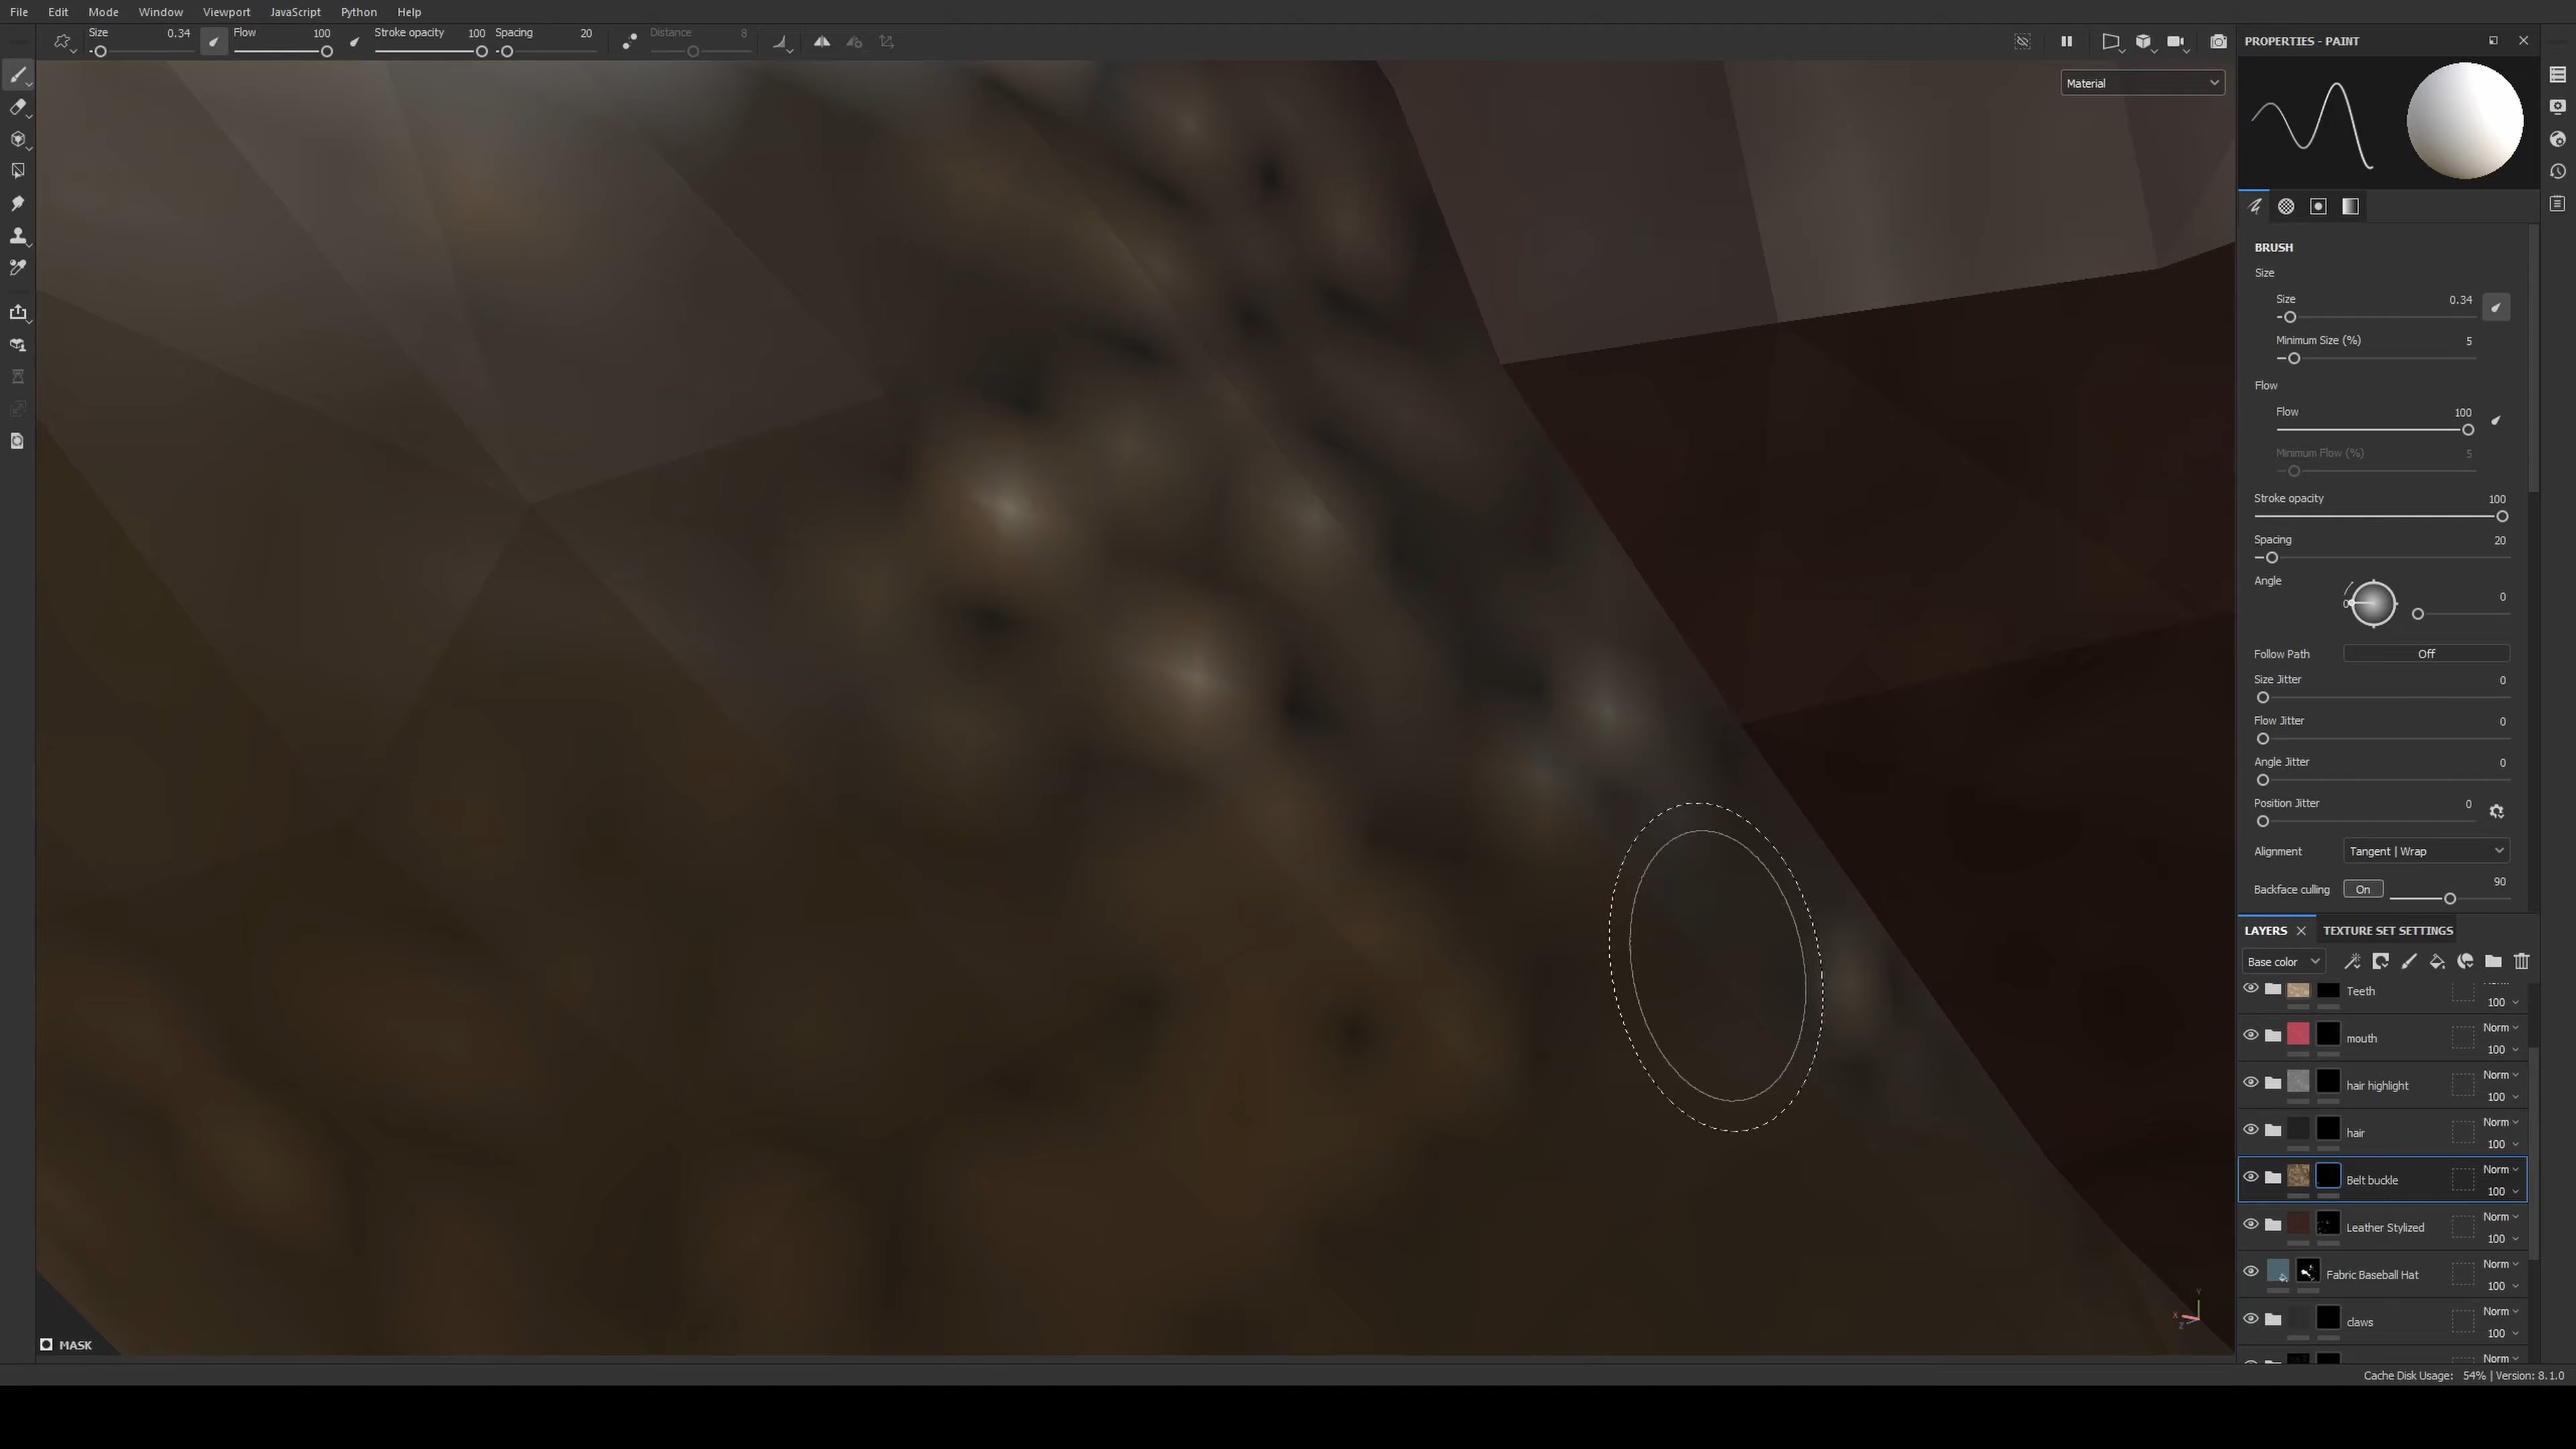 File Edit Mode Window Viewport JavaScript Python Help
Size 0.34 Flow 100 Stroke opacity 100 Spacing 20 Distance 8
Material
PROPERTIES - PAINT
BRUSH
Size
Size 0.34
Minimum Size (%) 5
Flow
Flow 100
Minimum Flow (%) 5
Stroke opacity 100
Spacing 20
Angle 0
0
Follow Path Off
Size Jitter 0
Flow Jitter 0
Angle Jitter 0
Position Jitter 0
Alignment Tangent | Wrap
Backface culling On 90
LAYERS TEXTURE SET SETTINGS
Base color
Teeth 100
mouth Norm 100
hair highlight Norm 100
hair Norm 100
Belt buckle Norm 100
Leather Stylized Norm 100
Fabric Baseball Hat Norm 100
claws Norm 100
Norm
Y
X
Z
MASK
Cache Disk Usage: 54% | Version: 8.1.0